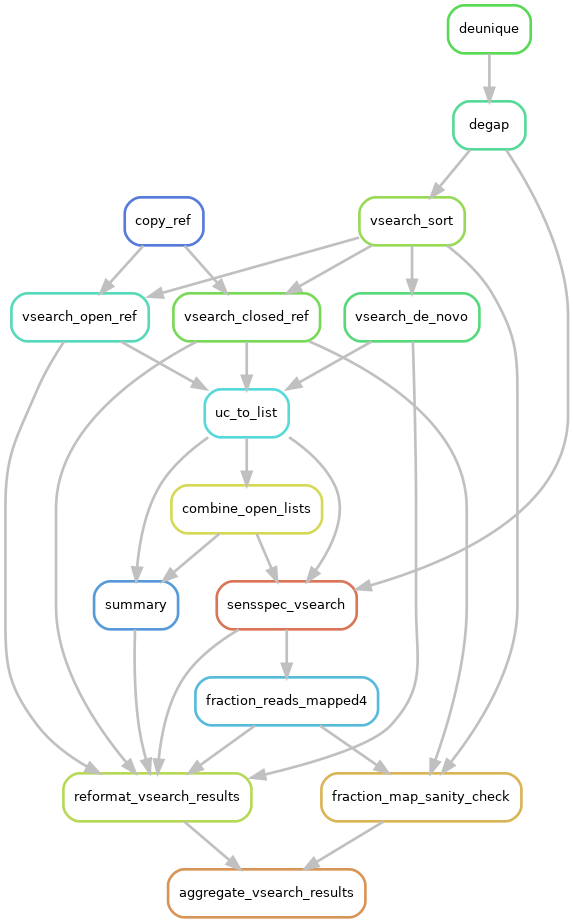 deunique
degap
copy_ref
vsearch_sort
vsearch_open_ref
vsearch_closed_ref
vsearch_de_novo
uc_to_list
combine_open_lists
summary
sensspec_vsearch
fraction_reads_mapped4
reformat_vsearch_results
fraction_map_sanity_check
aggregate_vsearch_results